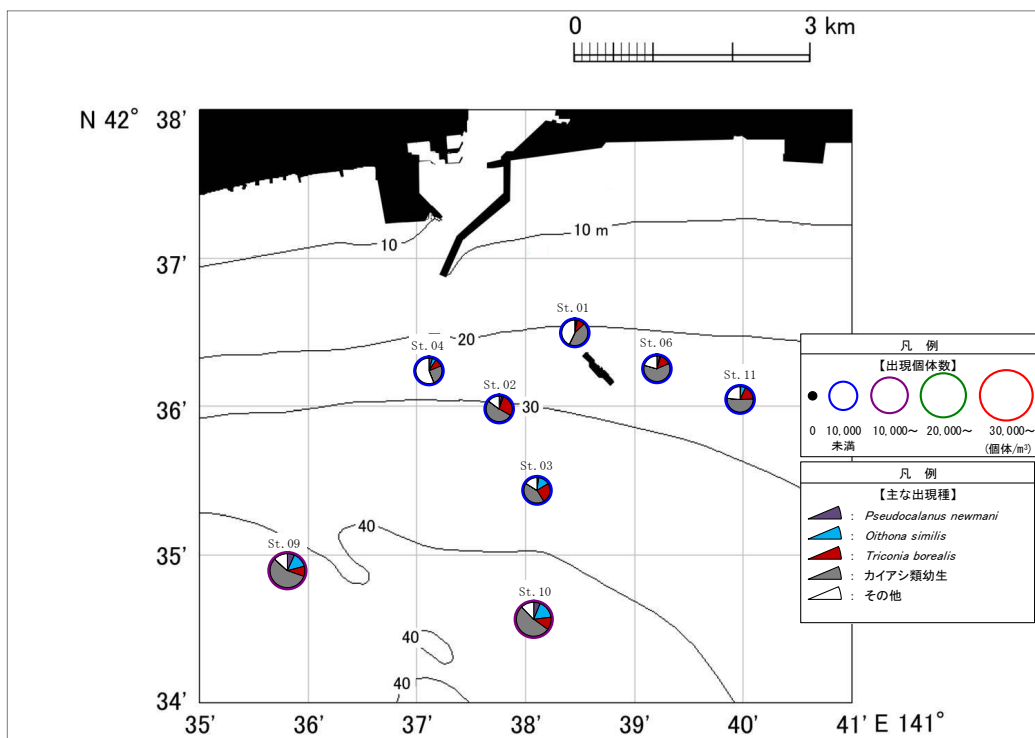 0 3 km
N 42° 38'
10
10 m
37'
St.01
20
St.04
St.06
St.11
36'
St.02
30
St.03
40
St.09
35'
St.10
40
40
34'
35' 36' 37' 38' 39' 40' 41' E 141°
凡 例
【出現個体数】
0 10,000 10,000～ 20,000～ 30,000～
未満 (個体/m³)
凡 例
【主な出現種】
： Pseudocalanus newmani
： Oithona similis
： Triconia borealis
： カイアシ類幼生
： その他